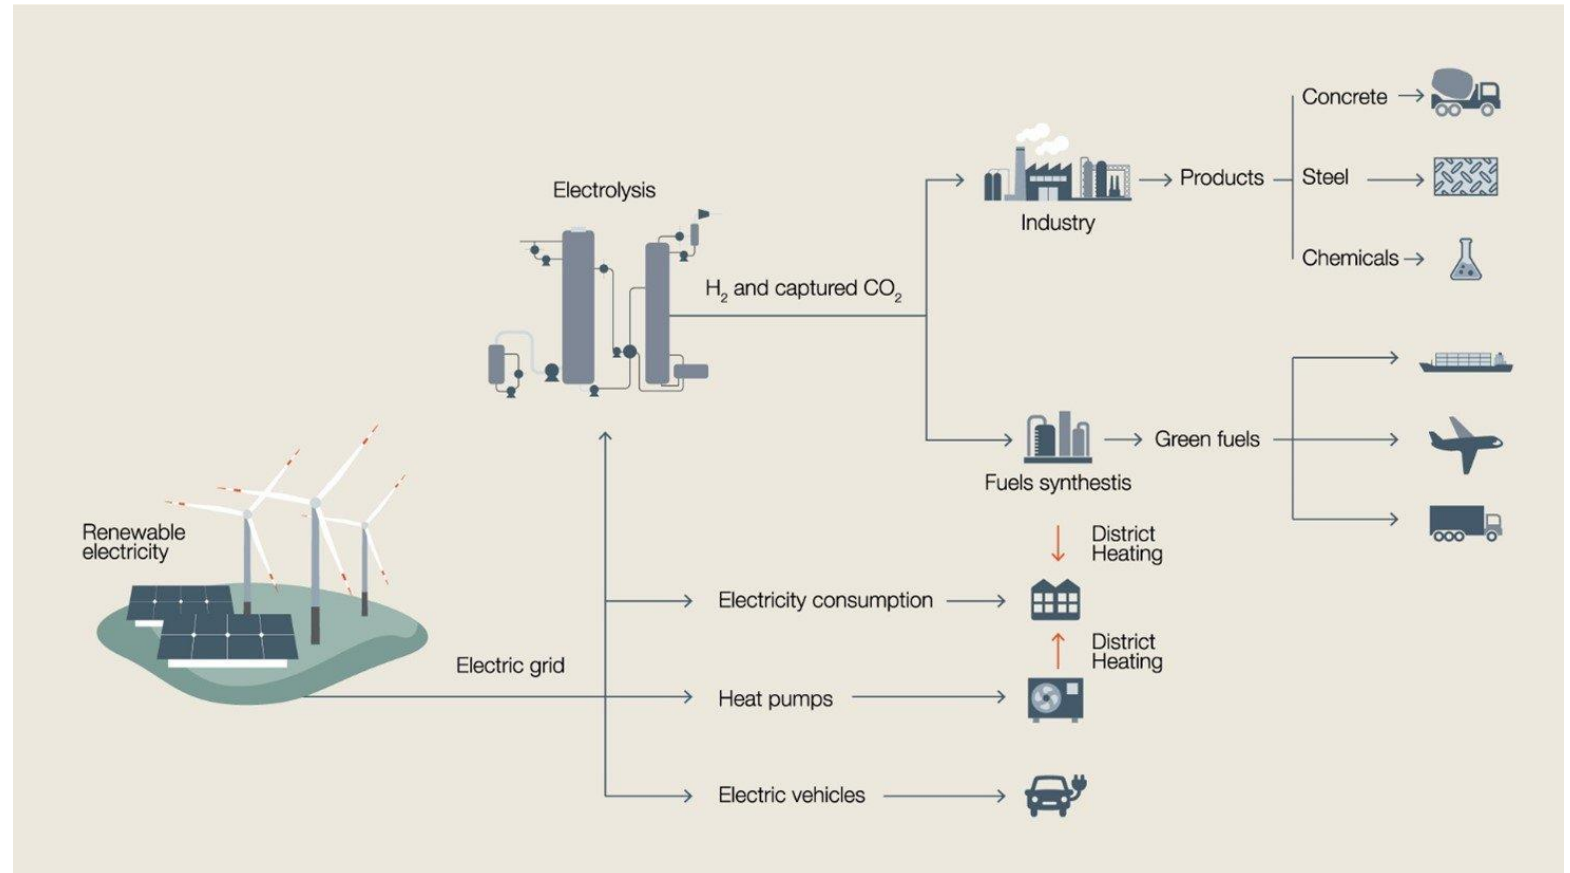 Electrolysis
H2 and captured CO2
Industry
Products
Concrete
Steel
Chemicals
Fuels synthestis
Green fuels
Renewable
electricity
Electric grid
District
Heating
Electricity consumption
District
Heating
Heat pumps
Electric vehicles